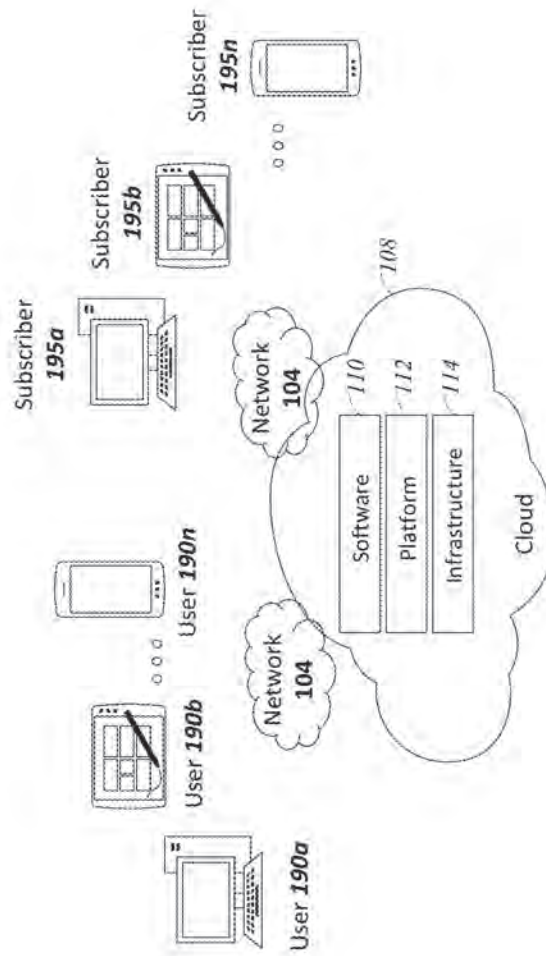 Subscriber
195a
Subscriber
195b
Subscriber
195n
User 190a
User 190b
User 190n
Network
104
Network
104
108
Software
110
Platform
112
Infrastructure
114
Cloud